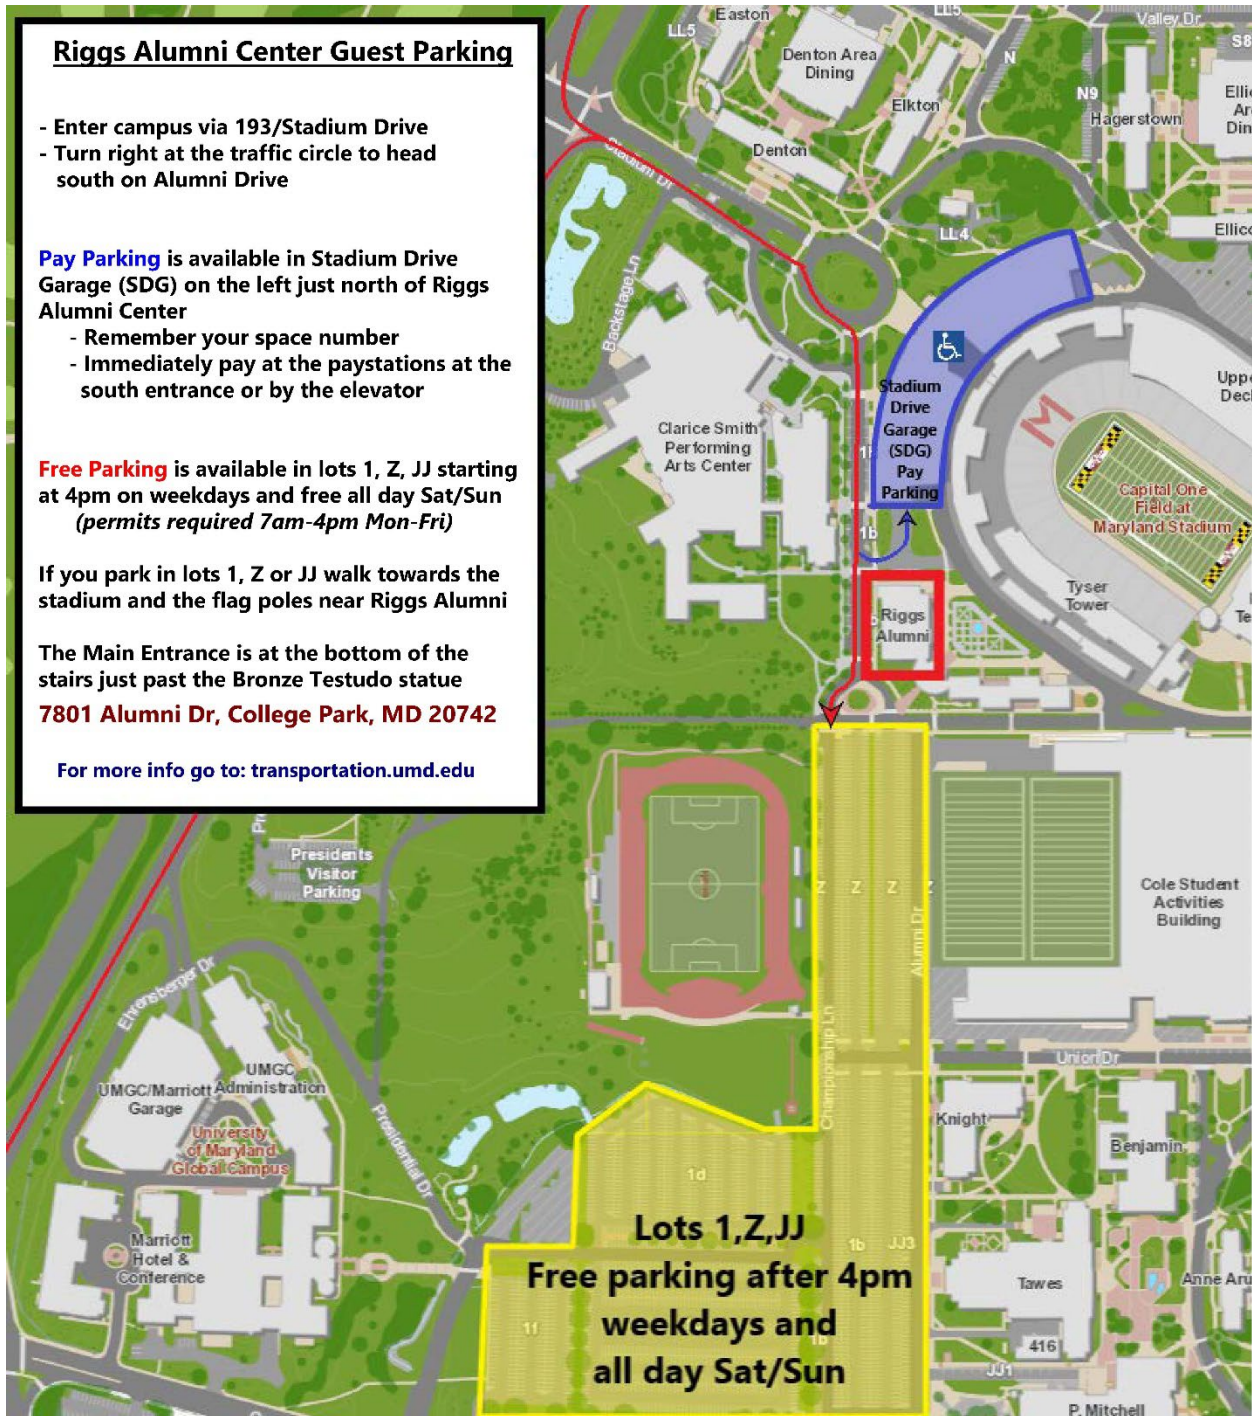 Riggs Alumni Center Guest Parking
- Enter campus via 193/Stadium Drive
- Turn right at the traffic circle to head
south on Alumni Drive
Pay Parking is available in Stadium Drive
Garage (SDG) on the left just north of Riggs
Alumni Center
- Remember your space number
- Immediately pay at the paystations at the
south entrance or by the elevator
Free Parking is available in lots 1, Z, JJ starting
at 4pm on weekdays and free all day Sat/Sun
(permits required 7am-4pm Mon-Fri)
If you park in lots 1, Z or JJ walk towards the
stadium and the flag poles near Riggs Alumni
The Main Entrance is at the bottom of the
stairs just past the Bronze Testudo statue
7801 Alumni Dr, College Park, MD 20742
For more info go to: transportation.umd.edu
Easton
LL5
LL5
Valley Dr
S8
Denton Area
Dining
N
N9
Elkton
Hagerstown
Denton
Stadium Dr
LL4
Backstage Ln
Stadium
Drive
Garage
(SDG)
Pay
Parking
Clarice Smith
Performing
Arts Center
M
Capital One
Field at
Maryland Stadium
1b
Tyser
Tower
Riggs
Alumni
Presidents
Visitor
Parking
Z
Z
Z
Z
Alumni Dr
Championship Ln
Cole Student
Activities
Building
Ehrensberger Dr
UMGC
Administration
UMGC/Marriott
Garage
University
of Maryland
Global Campus
Presidential Dr
Union Dr
Knight
Benjamin
1d
Marriott
Hotel &
Conference
Lots 1,Z,JJ
Free parking after 4pm
weekdays and
all day Sat/Sun
1b
JJ3
1f
1b
Tawes
416
JJ1
P. Mitchell